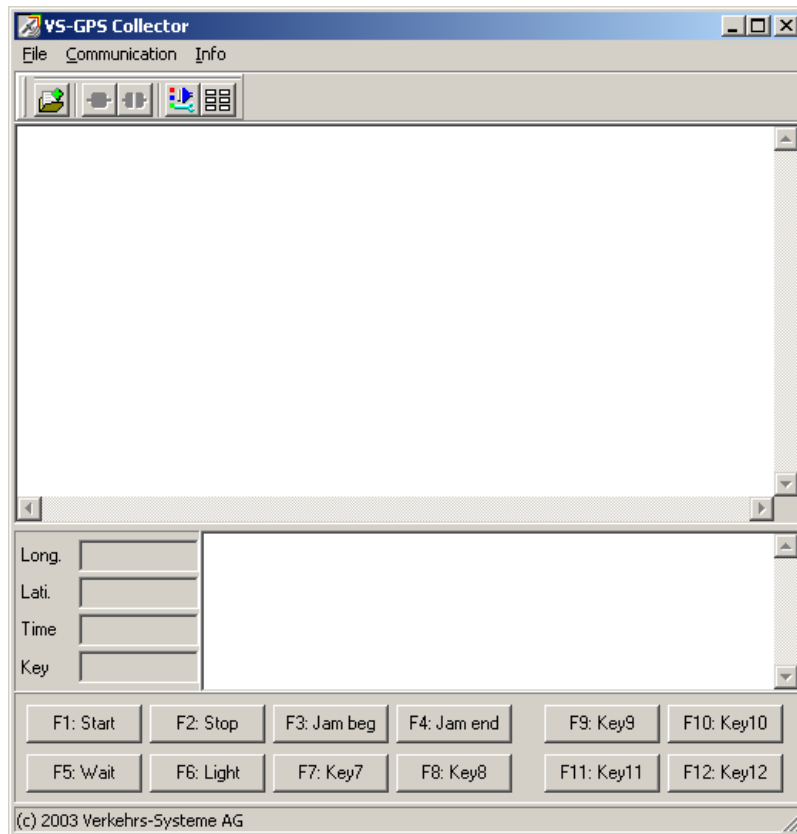 VS-GPS Collector
File Communication Info
Long.
Lati.
Time
Key
F1: Start F2: Stop F3: Jam beg F4: Jam end F9: Key9 F10: Key10
F5: Wait F6: Light F7: Key7 F8: Key8 F11: Key11 F12: Key12
(c) 2003 Verkehrs-Systeme AG